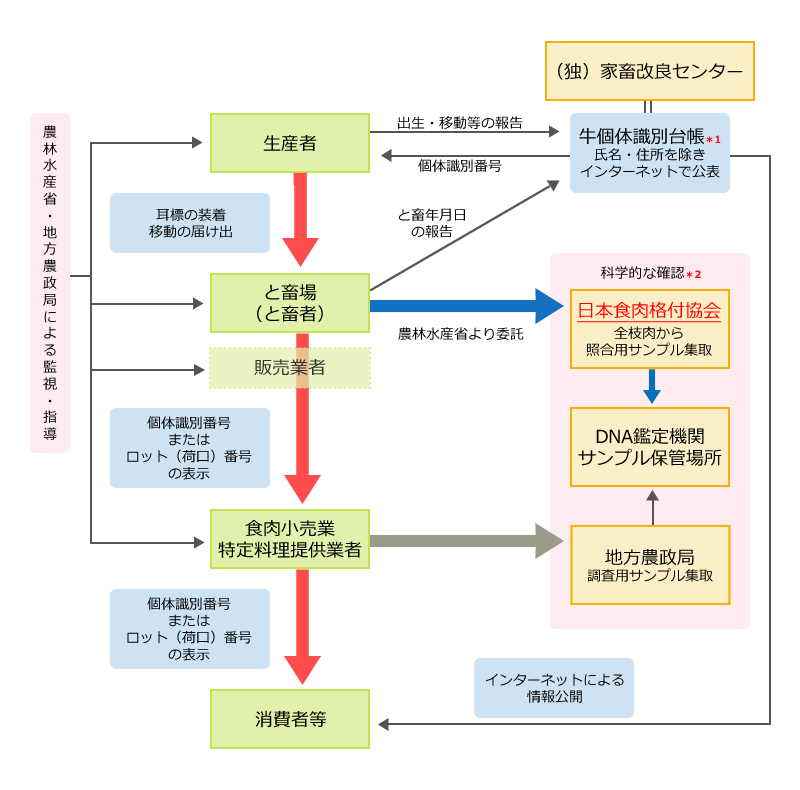 （独）家畜改良センター
農林水産省・地方農政局による監視・指導
生産者
出生・移動等の報告
牛個体識別台帳＊1
氏名・住所を除き
インターネットで公表
個体識別番号
耳標の装着
移動の届け出
と畜年月日
の報告
と畜場
（と畜者）
農林水産省より委託
科学的な確認＊2
日本食肉格付協会
全枝肉から
照合用サンプル集取
販売業者
個体識別番号
または
ロット（荷口）番号
の表示
DNA鑑定機関
サンプル保管場所
食肉小売業
特定料理提供業者
地方農政局
調査用サンプル集取
個体識別番号
または
ロット（荷口）番号
の表示
インターネットによる
情報公開
消費者等